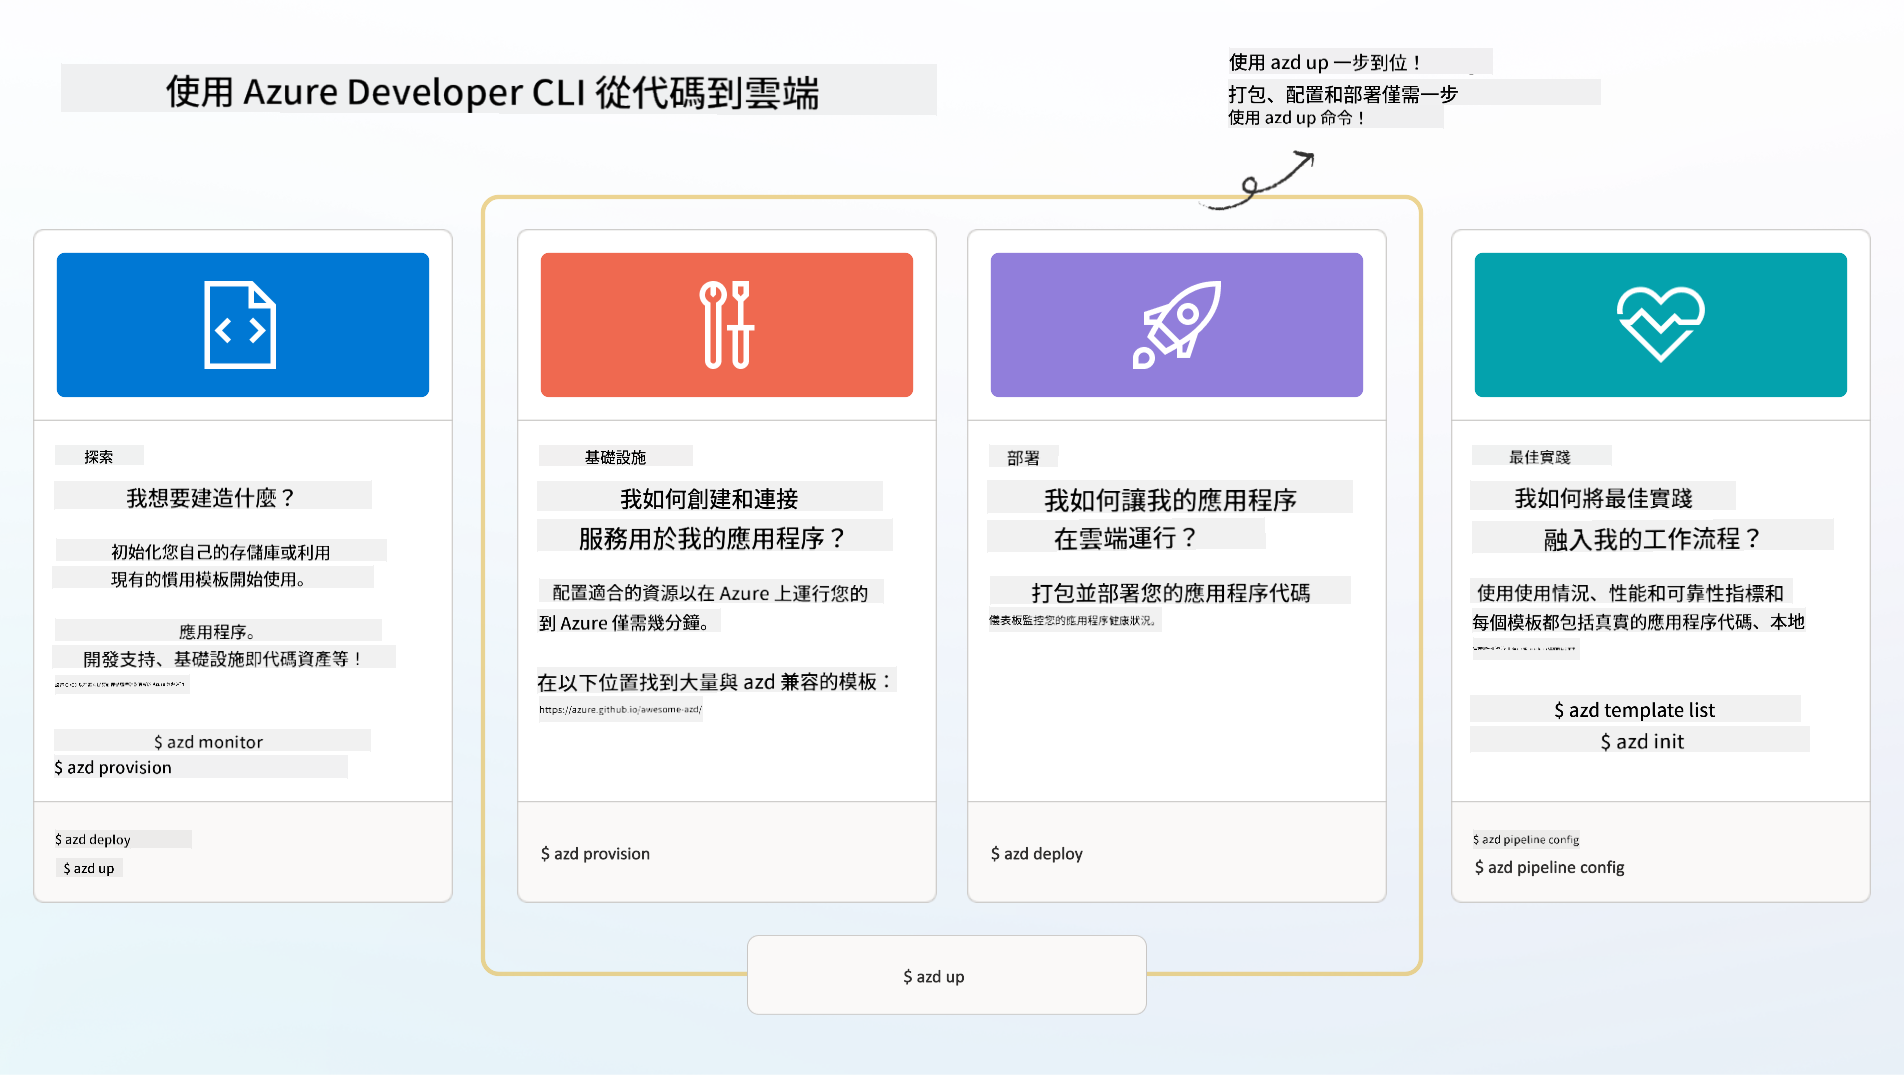 使用 Azure Developer CLI 從代碼到雲端
使用 azd up 一步到位！
打包、配置和部署僅需一步
使用 azd up 命令！
探索
我想要建造什麼？
初始化您自己的存儲庫或利用
現有的慣用模板開始使用。
應用程序。
開發支持、基礎設施即代碼資產等！
$ azd monitor
$ azd provision
$ azd deploy
$ azd up
基礎設施
我如何創建和連接
服務用於我的應用程序？
配置適合的資源以在 Azure 上運行您的
到 Azure 僅需幾分鐘。
在以下位置找到大量與 azd 兼容的模板：
https://azure.github.io/awesome-azd/
$ azd provision
部署
我如何讓我的應用程序
在雲端運行？
打包並部署您的應用程序代碼
儀表板監控您的應用程序健康狀況。
$ azd deploy
最佳實踐
我如何將最佳實踐
融入我的工作流程？
使用使用情況、性能和可靠性指標和
每個模板都包括真實的應用程序代碼、本地
$ azd template list
$ azd init
$ azd pipeline config
$ azd pipeline config
$ azd up